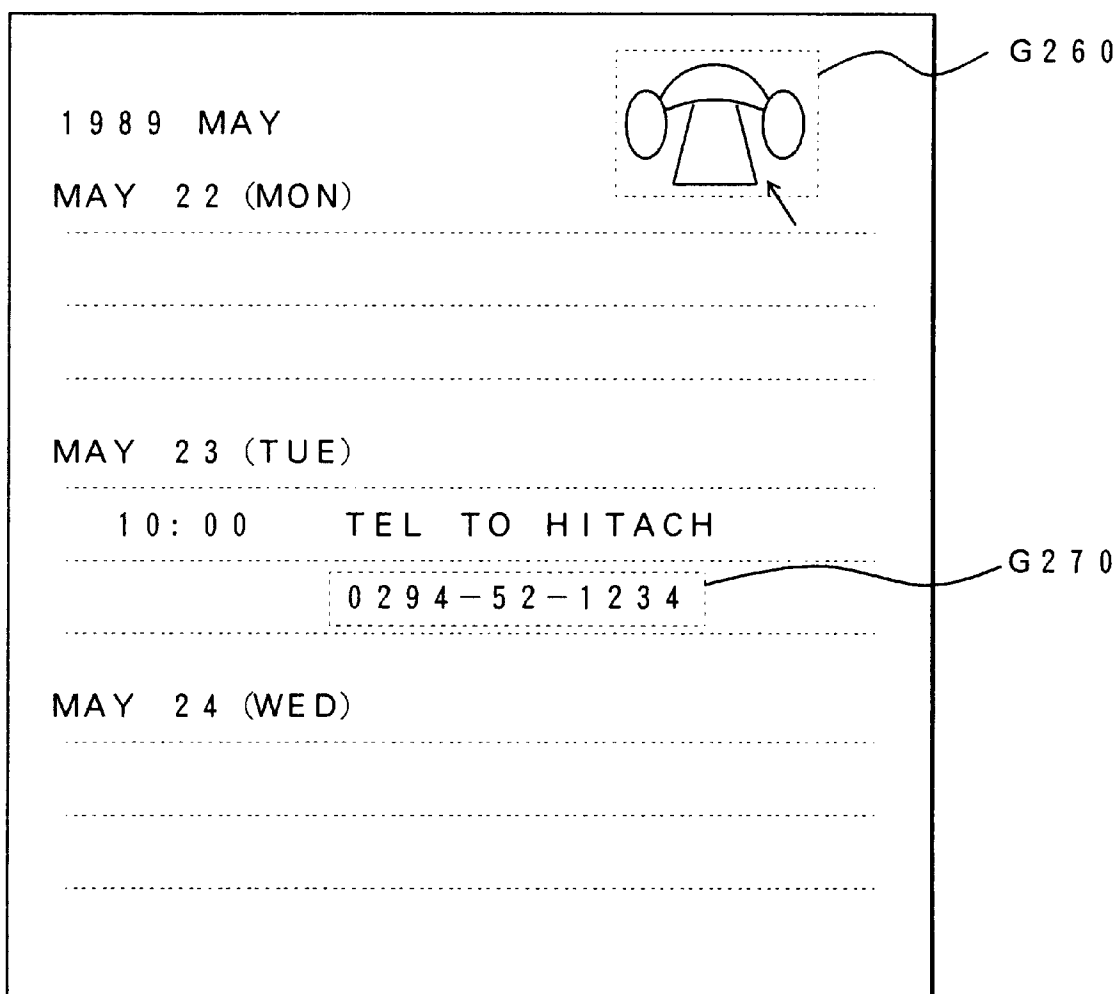 G260
1989 MAY
MAY 22 (MON)
MAY 23 (TUE)
10:00 TEL TO HITACH
G270
0294-52-1234
MAY 24 (WED)